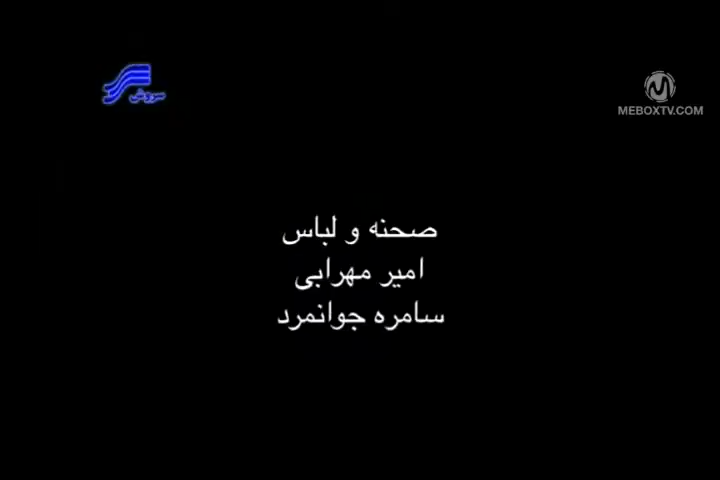 سروش
MEBOXTV.COM
صحنه و لباس
امیر مهرابی
سامره جوانمرد